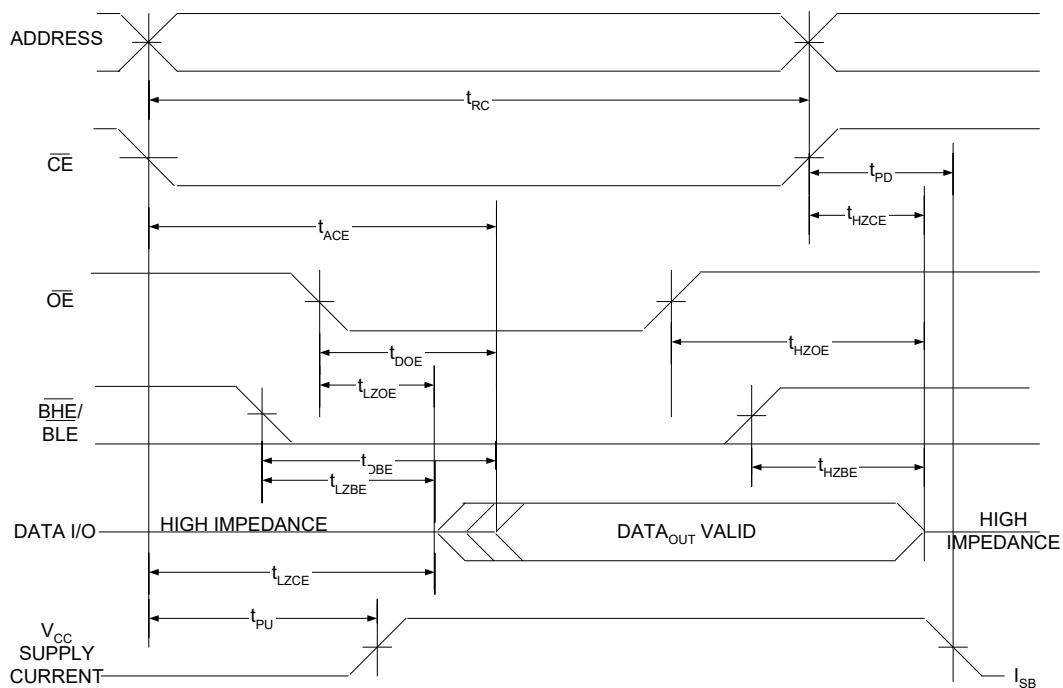 ADDRESS
tRC
CE
tPD
tHZCE
tACE
OE
tDOE
tHZOE
tLZOE
BHE/
BLE
tDBE
tHZBE
tLZBE
DATA I/O
HIGH IMPEDANCE
DATAOUT VALID
HIGH
IMPEDANCE
tLZCE
tPU
VCC
SUPPLY
CURRENT
ISB